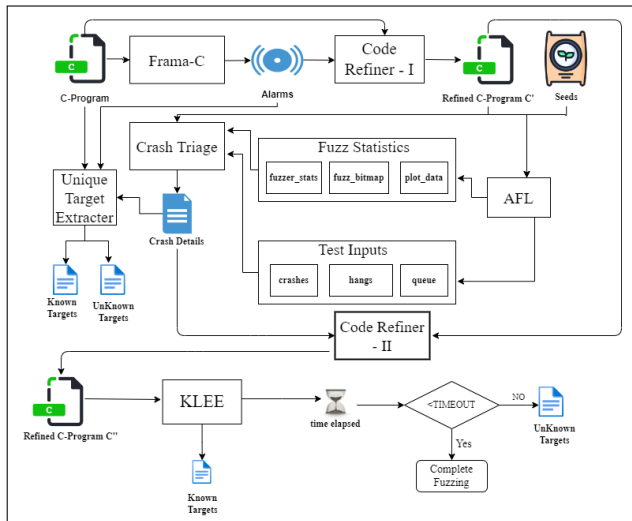 C
C-Program
Frama-C
Alarms
Code
Refiner - I
C
Refined C-Program C'
Seeds
Crash Triage
Fuzz Statistics
fuzzer_stats
fuzz_bitmap
plot_data
AFL
Unique
Target
Extracter
Crash Details
Test Inputs
crashes
hangs
queue
Known
Targets
UnKnown
Targets
Code Refiner
- II
C
Refined C-Program C"
KLEE
time elapsed
<TIMEOUT
NO
UnKnown
Targets
Yes
Complete
Fuzzing
Known
Targets